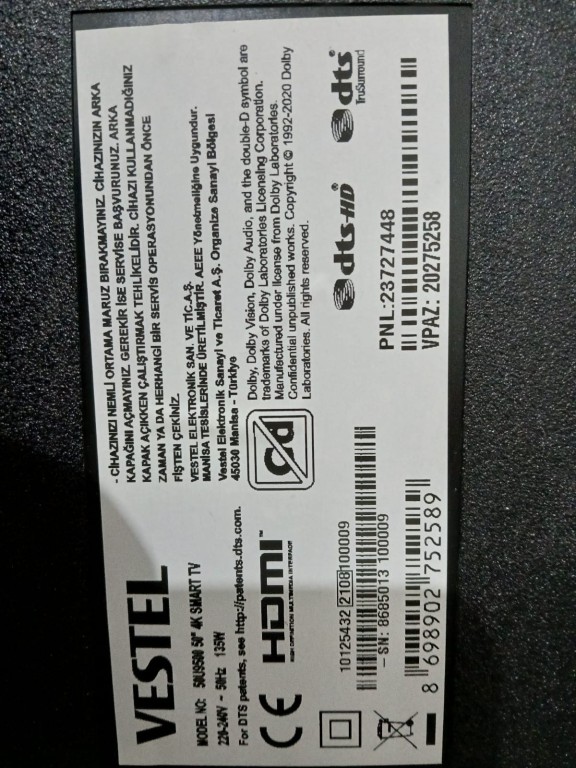 - CİHAZINIZI NEMLİ ORTAMA MARUZ BIRAKMAYINIZ. CİHAZINIZIN ARKA
KAPAĞINI AÇMAYINIZ. GEREKİR İSE SERVİSE BAŞVURUNUZ. ARKA
KAPAK AÇIKKEN ÇALIŞTIRMAK TEHLİKELİDİR. CİHAZI KULLANMADIĞINIZ
ZAMAN YA DA HERHANGİ BİR SERVİS OPERASYONUNDAN ÖNCE
FİŞTEN ÇEKİNİZ.
VESTEL ELEKTRONİK SAN. VE TİC.A.Ş.
MANİSA TESİSLERİNDE ÜRETİLMİŞTİR. AEEE Yönetmeliğine Uygundur.
Vestel Elektronik Sanayi ve Ticaret A.Ş. Organize Sanayi Bölgesi
45030 Manisa - Türkiye
VESTEL
MODEL NO: 50U9500 50" 4K SMART TV
220-240V ~ 50Hz 135W
For DTS patents, see http://patents.dts.com.
Dolby, Dolby Vision, Dolby Audio, and the double-D symbol are
trademarks of Dolby Laboratories Licensing Corporation.
Manufactured under license from Dolby Laboratories.
Confidential unpublished works. Copyright © 1992-2020 Dolby
Laboratories. All rights reserved.
CE
HDMI™
HIGH DEFINITION MULTIMEDIA INTERFACE
dts-HD®
dts®
TruSurround
10125432 2108 100009
- SN: 8685013 100009
PNL:23727448
VPAZ: 20275258
8 698902 752589